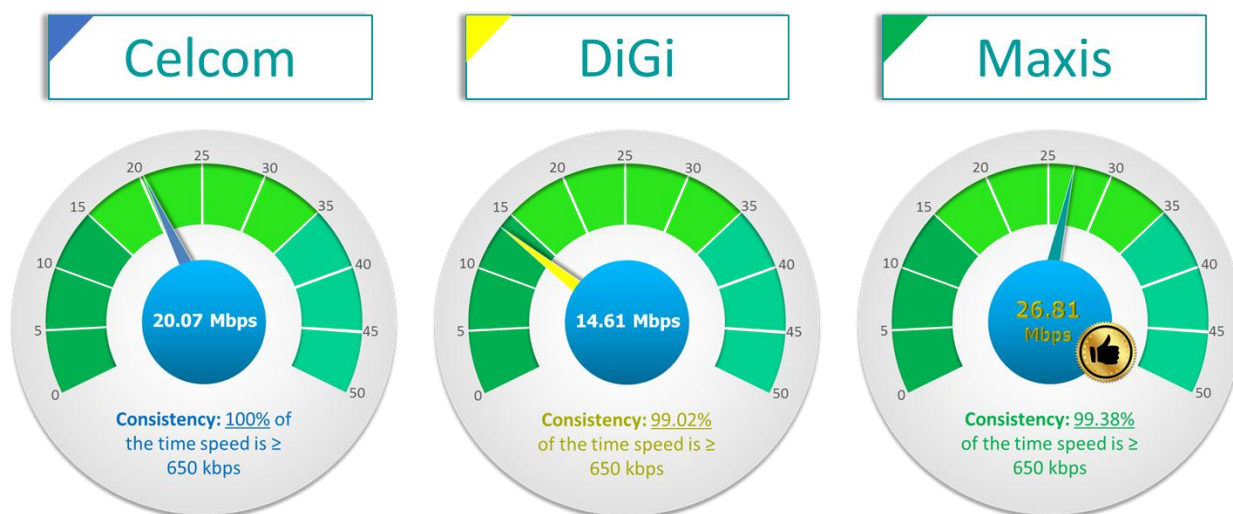 Celcom
DiGi
Maxis
0
5
10
15
20
25
30
35
40
45
50
20.07 Mbps
Consistency: 100% of
the time speed is ≥
650 kbps
0
5
10
15
20
25
30
35
40
45
50
14.61 Mbps
Consistency: 99.02%
of the time speed is ≥
650 kbps
0
5
10
15
20
25
30
35
40
45
50
26.81
Mbps
Consistency: 99.38%
of the time speed is ≥
650 kbps